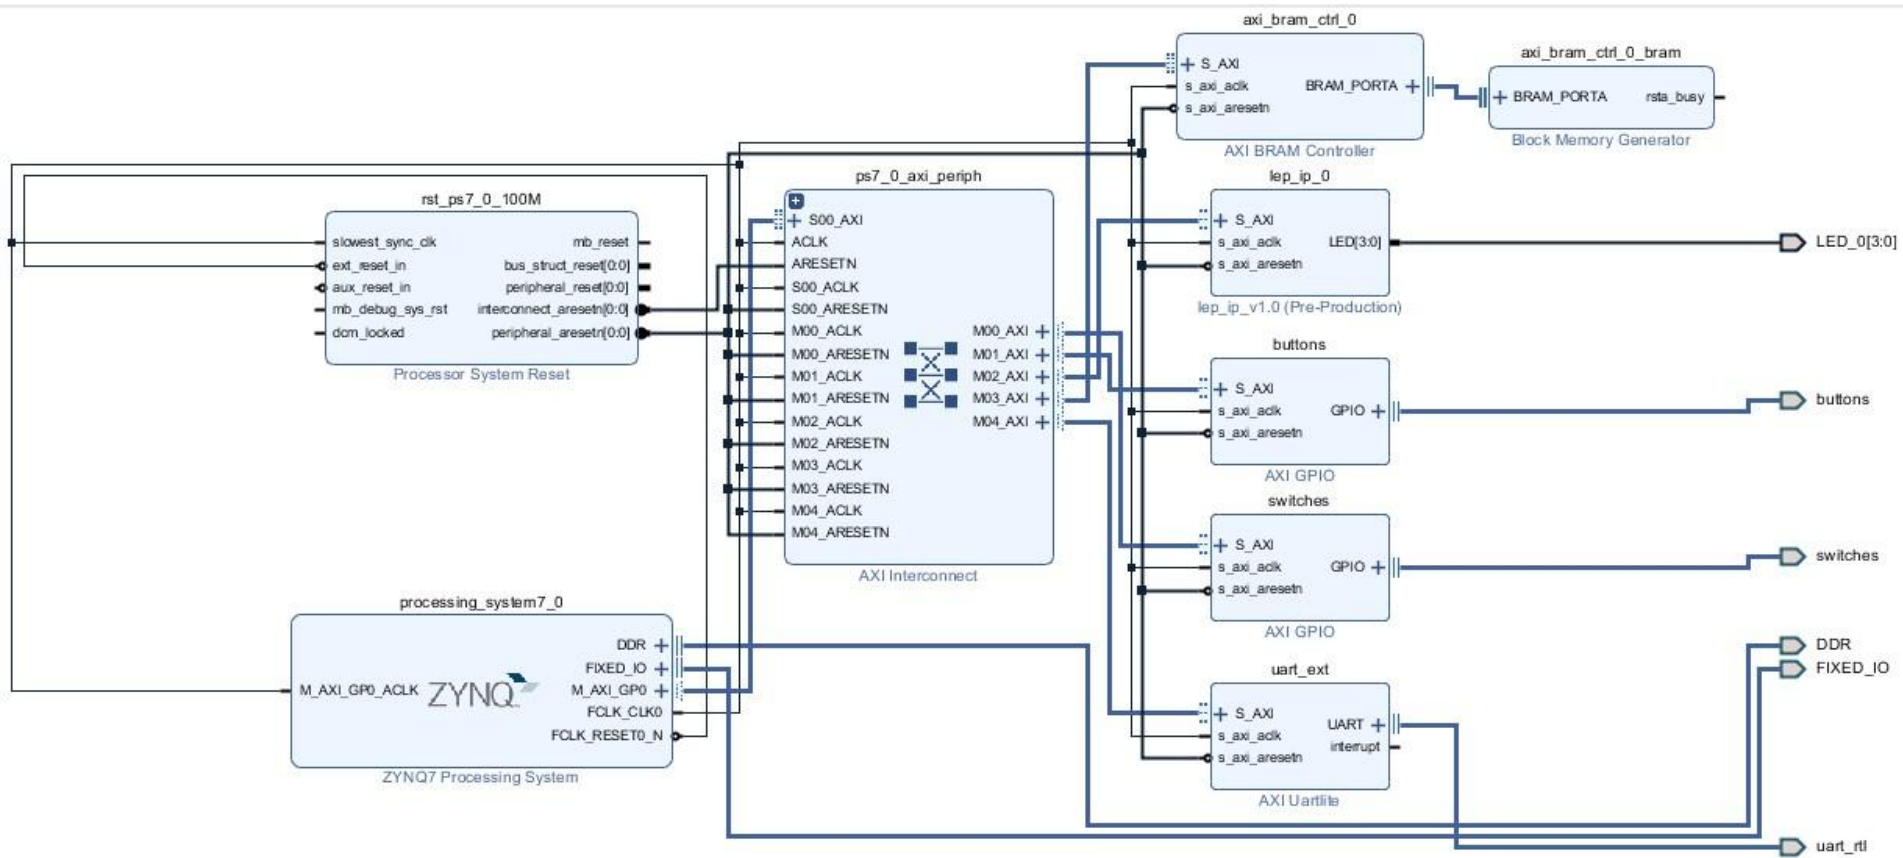 axi_bram_ctrl_0
S_AXI
s_axi_aclk
s_axi_aresetn
BRAM_PORTA
AXI BRAM Controller
axi_bram_ctrl_0_bram
BRAM_PORTA
rsta_busy
Block Memory Generator
rst_ps7_0_100M
slowest_sync_clk
ext_reset_in
aux_reset_in
mb_debug_sys_rst
dcm_locked
mb_reset
bus_struct_reset[0:0]
peripheral_reset[0:0]
interconnect_aresetn[0:0]
peripheral_aresetn[0:0]
Processor System Reset
ps7_0_axi_periph
S00_AXI
ACLK
ARESETN
S00_ACLK
S00_ARESETN
M00_ACLK
M00_ARESETN
M01_ACLK
M01_ARESETN
M02_ACLK
M02_ARESETN
M03_ACLK
M03_ARESETN
M04_ACLK
M04_ARESETN
M00_AXI
M01_AXI
M02_AXI
M03_AXI
M04_AXI
AXI Interconnect
lep_ip_0
S_AXI
s_axi_aclk
s_axi_aresetn
LED[3:0]
lep_ip_v1.0 (Pre-Production)
LED_0[3:0]
buttons
S_AXI
s_axi_aclk
s_axi_aresetn
GPIO
AXI GPIO
buttons
switches
S_AXI
s_axi_aclk
s_axi_aresetn
GPIO
AXI GPIO
switches
processing_system7_0
M_AXI_GP0_ACLK
ZYNQ
DDR
FIXED_IO
M_AXI_GP0
FCLK_CLK0
FCLK_RESET0_N
ZYNQ7 Processing System
uart_ext
S_AXI
s_axi_aclk
s_axi_aresetn
UART
interrupt
AXI Uartlite
DDR
FIXED_IO
uart_rtl